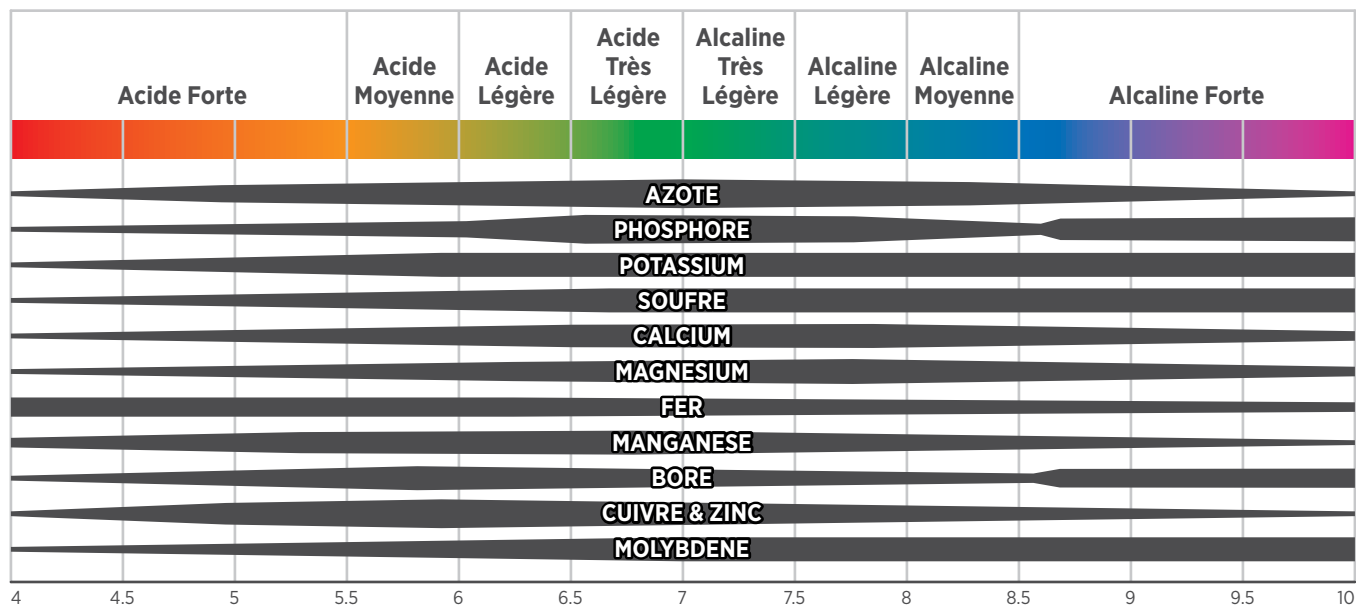 Acide Forte
Acide
Moyenne
Acide
Légère
Acide
Très
Légère
Alcaline
Très
Légère
Alcaline
Légère
Alcaline
Moyenne
Alcaline Forte
AZOTE
PHOSPHORE
POTASSIUM
SOUFRE
CALCIUM
MAGNESIUM
FER
MANGANESE
BORE
CUIVRE & ZINC
MOLYBDENE
4 4.5 5 5.5 6 6.5 7 7.5 8 8.5 9 9.5 10